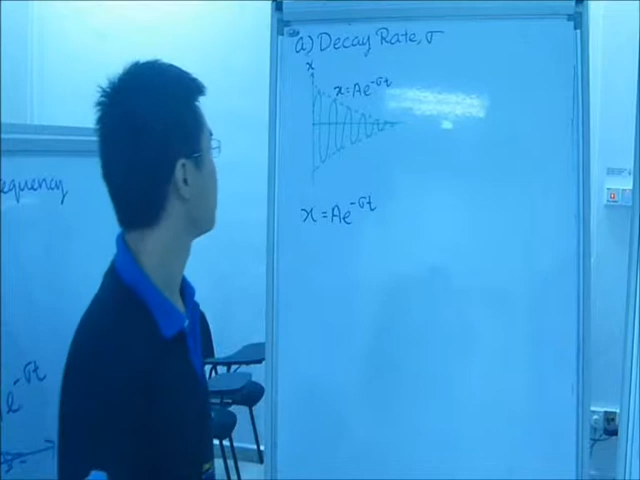 a) Decay Rate, σ
x
x = Ae^-σt
x = Ae^-σt
equency
e^-σt